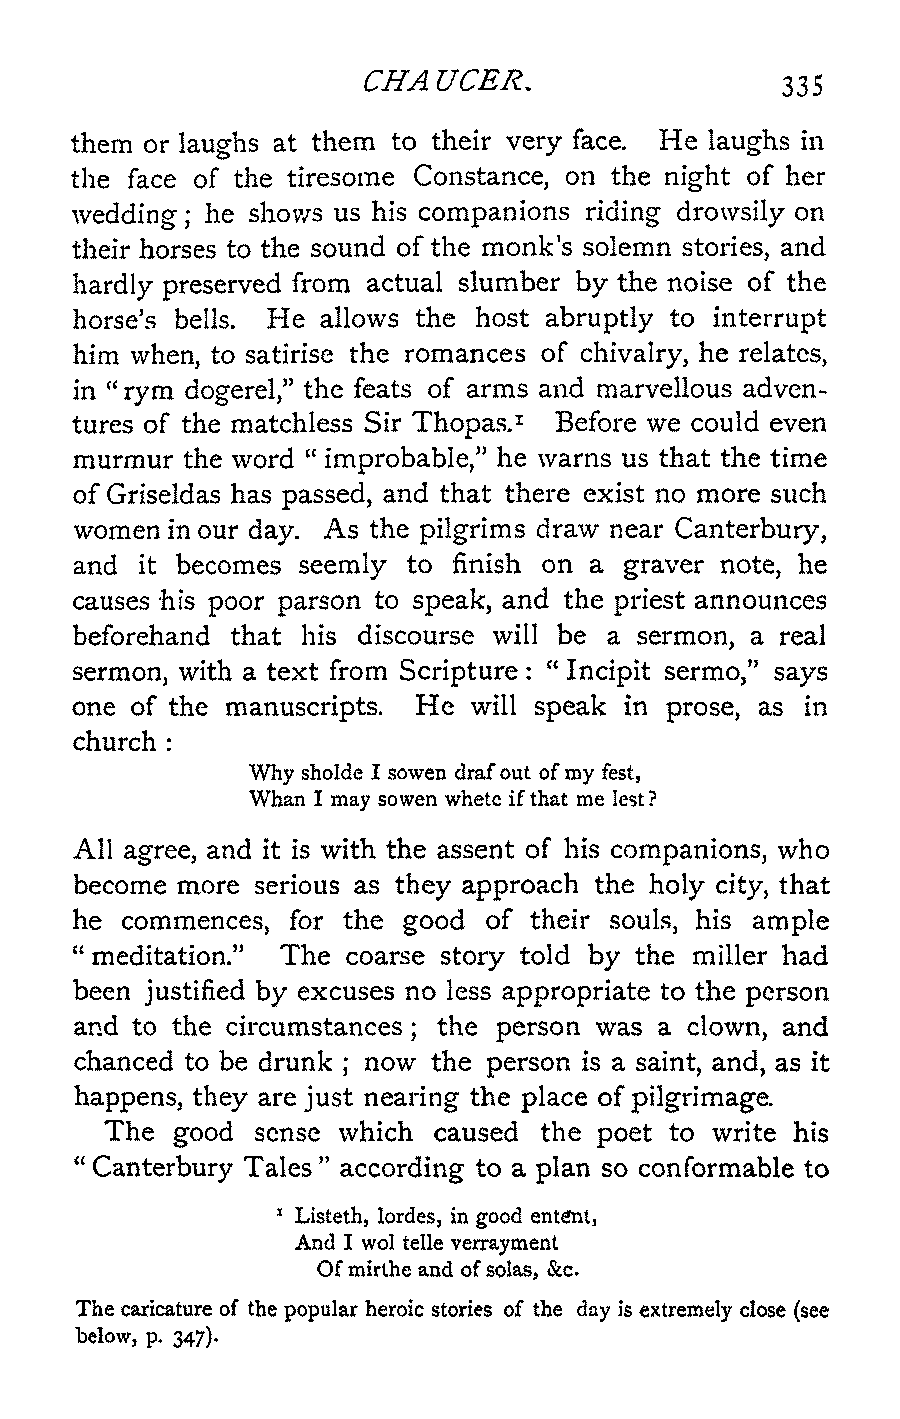 CHAUCER. 335
them or laughs at them to their very face. He laughs in
the face of the tiresome Constance, on the night of her
wedding; he shows us his companions riding drowsily on
their horses to the sound of the monk's solemn stories, and
hardly preserved from actual slumber by the noise of the
horse's bells. He allows the host abruptly to interrupt
him when, to satirise the romances of chivalry, he relates,
in "rym dogerel," the feats of arms and marvellous adven-
tures of the matchless Sir Thopas.¹ Before we could even
murmur the word "improbable," he warns us that the time
of Griseldas has passed, and that there exist no more such
women in our day. As the pilgrims draw near Canterbury,
and it becomes seemly to finish on a graver note, he
causes his poor parson to speak, and the priest announces
beforehand that his discourse will be a sermon, a real
sermon, with a text from Scripture: "Incipit sermo," says
one of the manuscripts. He will speak in prose, as in
church:
Why sholde I sowen draf out of my fest,
Whan I may sowen whete if that me lest?
All agree, and it is with the assent of his companions, who
become more serious as they approach the holy city, that
he commences, for the good of their souls, his ample
"meditation." The coarse story told by the miller had
been justified by excuses no less appropriate to the person
and to the circumstances; the person was a clown, and
chanced to be drunk; now the person is a saint, and, as it
happens, they are just nearing the place of pilgrimage.
The good sense which caused the poet to write his
"Canterbury Tales" according to a plan so conformable to
¹ Listeth, lordes, in good entent,
And I wol telle verrayment
Of mirthe and of solas, &c.
The caricature of the popular heroic stories of the day is extremely close (see
below, p. 347).